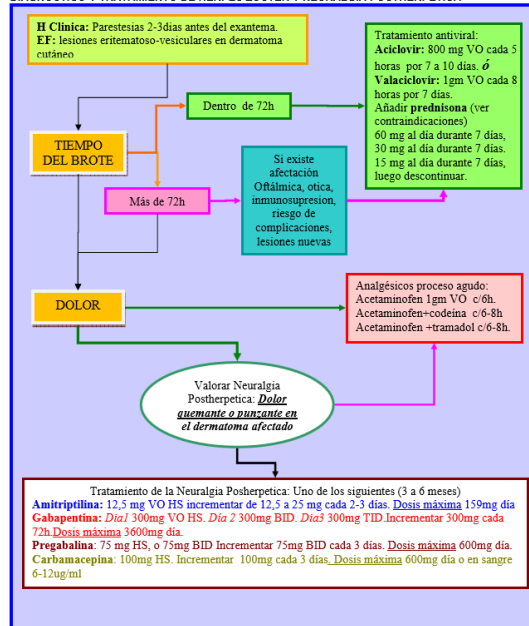 H Clinica: Parestesias 2-3dias antes del exantema.
EF: lesiones eritematoso-vesiculares en dermatoma
cutáneo
Tratamiento antiviral:
Aciclovir: 800 mg VO cada 5
horas por 7 a 10 días. ó
Valaciclovir: 1gm VO cada 8
horas por 7 días.
Añadir prednisona (ver
contraindicaciones)
60 mg al día durante 7 días,
30 mg al día durante 7 días.
15 mg al día durante 7 días,
luego descontinuar.
Dentro de 72h
TIEMPO
DEL BROTE
Más de 72h
Si existe
afectación
Oftálmica, otica,
inmunosupresion,
riesgo de
complicaciones,
lesiones nuevas
DOLOR
Analgésicos proceso agudo:
Acetaminofen 1gm VO c/6h.
Acetaminofen+codeína c/6-8h
Acetaminofen +tramadol c/6-8h.
Valorar Neuralgia
Postherpetica: Dolor
quemante o punzante en
el dermatoma afectado
Tratamiento de la Neuralgia Posherpetica: Uno de los siguientes (3 a 6 meses)
Amitriptilina: 12,5 mg VO HS incrementar de 12,5 a 25 mg cada 2-3 días. Dosis máxima 159mg día
Gabapentina: Dia1 300mg VO HS. Día 2 300mg BID. Dia3 300mg TID.Incrementar 300mg cada
72h.Dosis máxima 3600mg día.
Pregabalina: 75 mg HS, o 75mg BID Incrementar 75mg BID cada 3 días. Dosis máxima 600mg día.
Carbamacepina: 100mg HS. Incrementar 100mg cada 3 días, Dosis máxima 600mg día o en sangre
6-12ug/ml